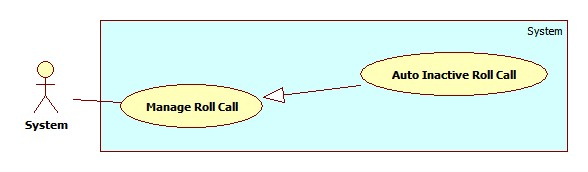 System
Auto Inactive Roll Call
Manage Roll Call
System